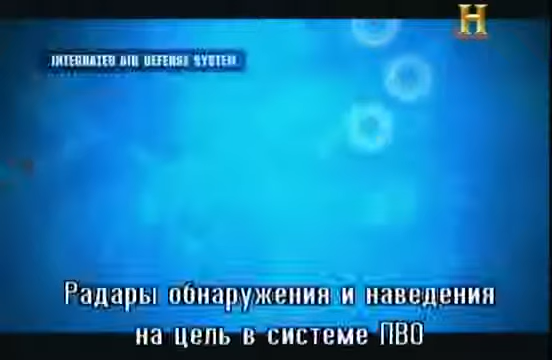 H
INTEGRATED AIR DEFENSE SYSTEM
Радары обнаружения и наведения
на цель в системе ПВО